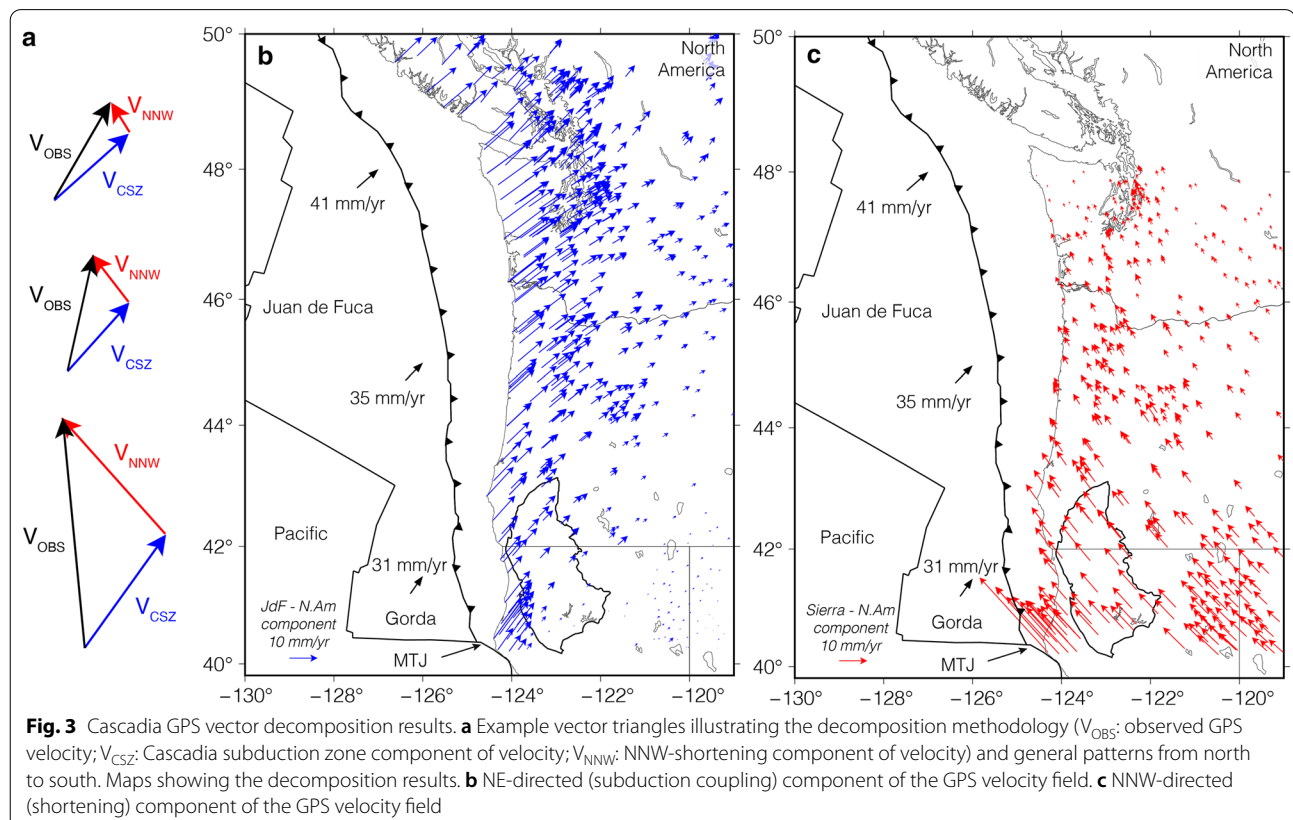 a
V_NNW
V_OBS
V_CSZ
V_NNW
V_OBS
V_CSZ
V_NNW
V_OBS
V_CSZ
b
50°
48°
46°
44°
42°
40°
North
America
41 mm/yr
Juan de Fuca
35 mm/yr
Pacific
31 mm/yr
Gorda
JdF - N.Am
component
10 mm/yr
MTJ
−130
−128
−126
−124
−122
−120
c
50°
48°
46°
44°
42°
40°
North
America
41 mm/yr
Juan de Fuca
35 mm/yr
Pacific
31 mm/yr
Gorda
Sierra - N.Am
component
10 mm/yr
MTJ
−130
−128
−126
−124
−122
−120
Fig. 3 Cascadia GPS vector decomposition results. a Example vector triangles illustrating the decomposition methodology (V_OBS: observed GPS
velocity; V_CSZ: Cascadia subduction zone component of velocity; V_NNW: NNW-shortening component of velocity) and general patterns from north
to south. Maps showing the decomposition results. b NE-directed (subduction coupling) component of the GPS velocity field. c NNW-directed
(shortening) component of the GPS velocity field